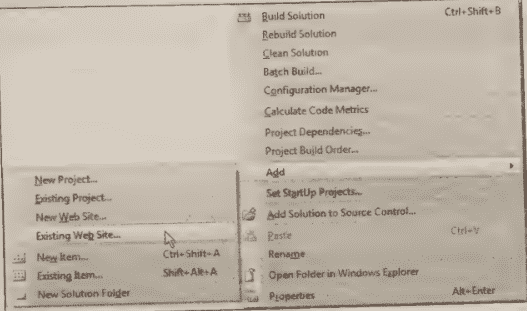 Build Solution Ctrl+Shift+B
Rebuild Solution
Clean Solution
Batch Build...
Configuration Manager...
Calculate Code Metrics
Project Dependencies...
Project Build Order...
Add
Set StartUp Projects...
Add Solution to Source Control...
Paste Ctrl+V
Rename
Open Folder in Windows Explorer
Properties Alt+Enter
New Project...
Existing Project...
New Web Site...
Existing Web Site...
New Item... Ctrl+Shift+A
Existing Item... Shift+Alt+A
New Solution Folder